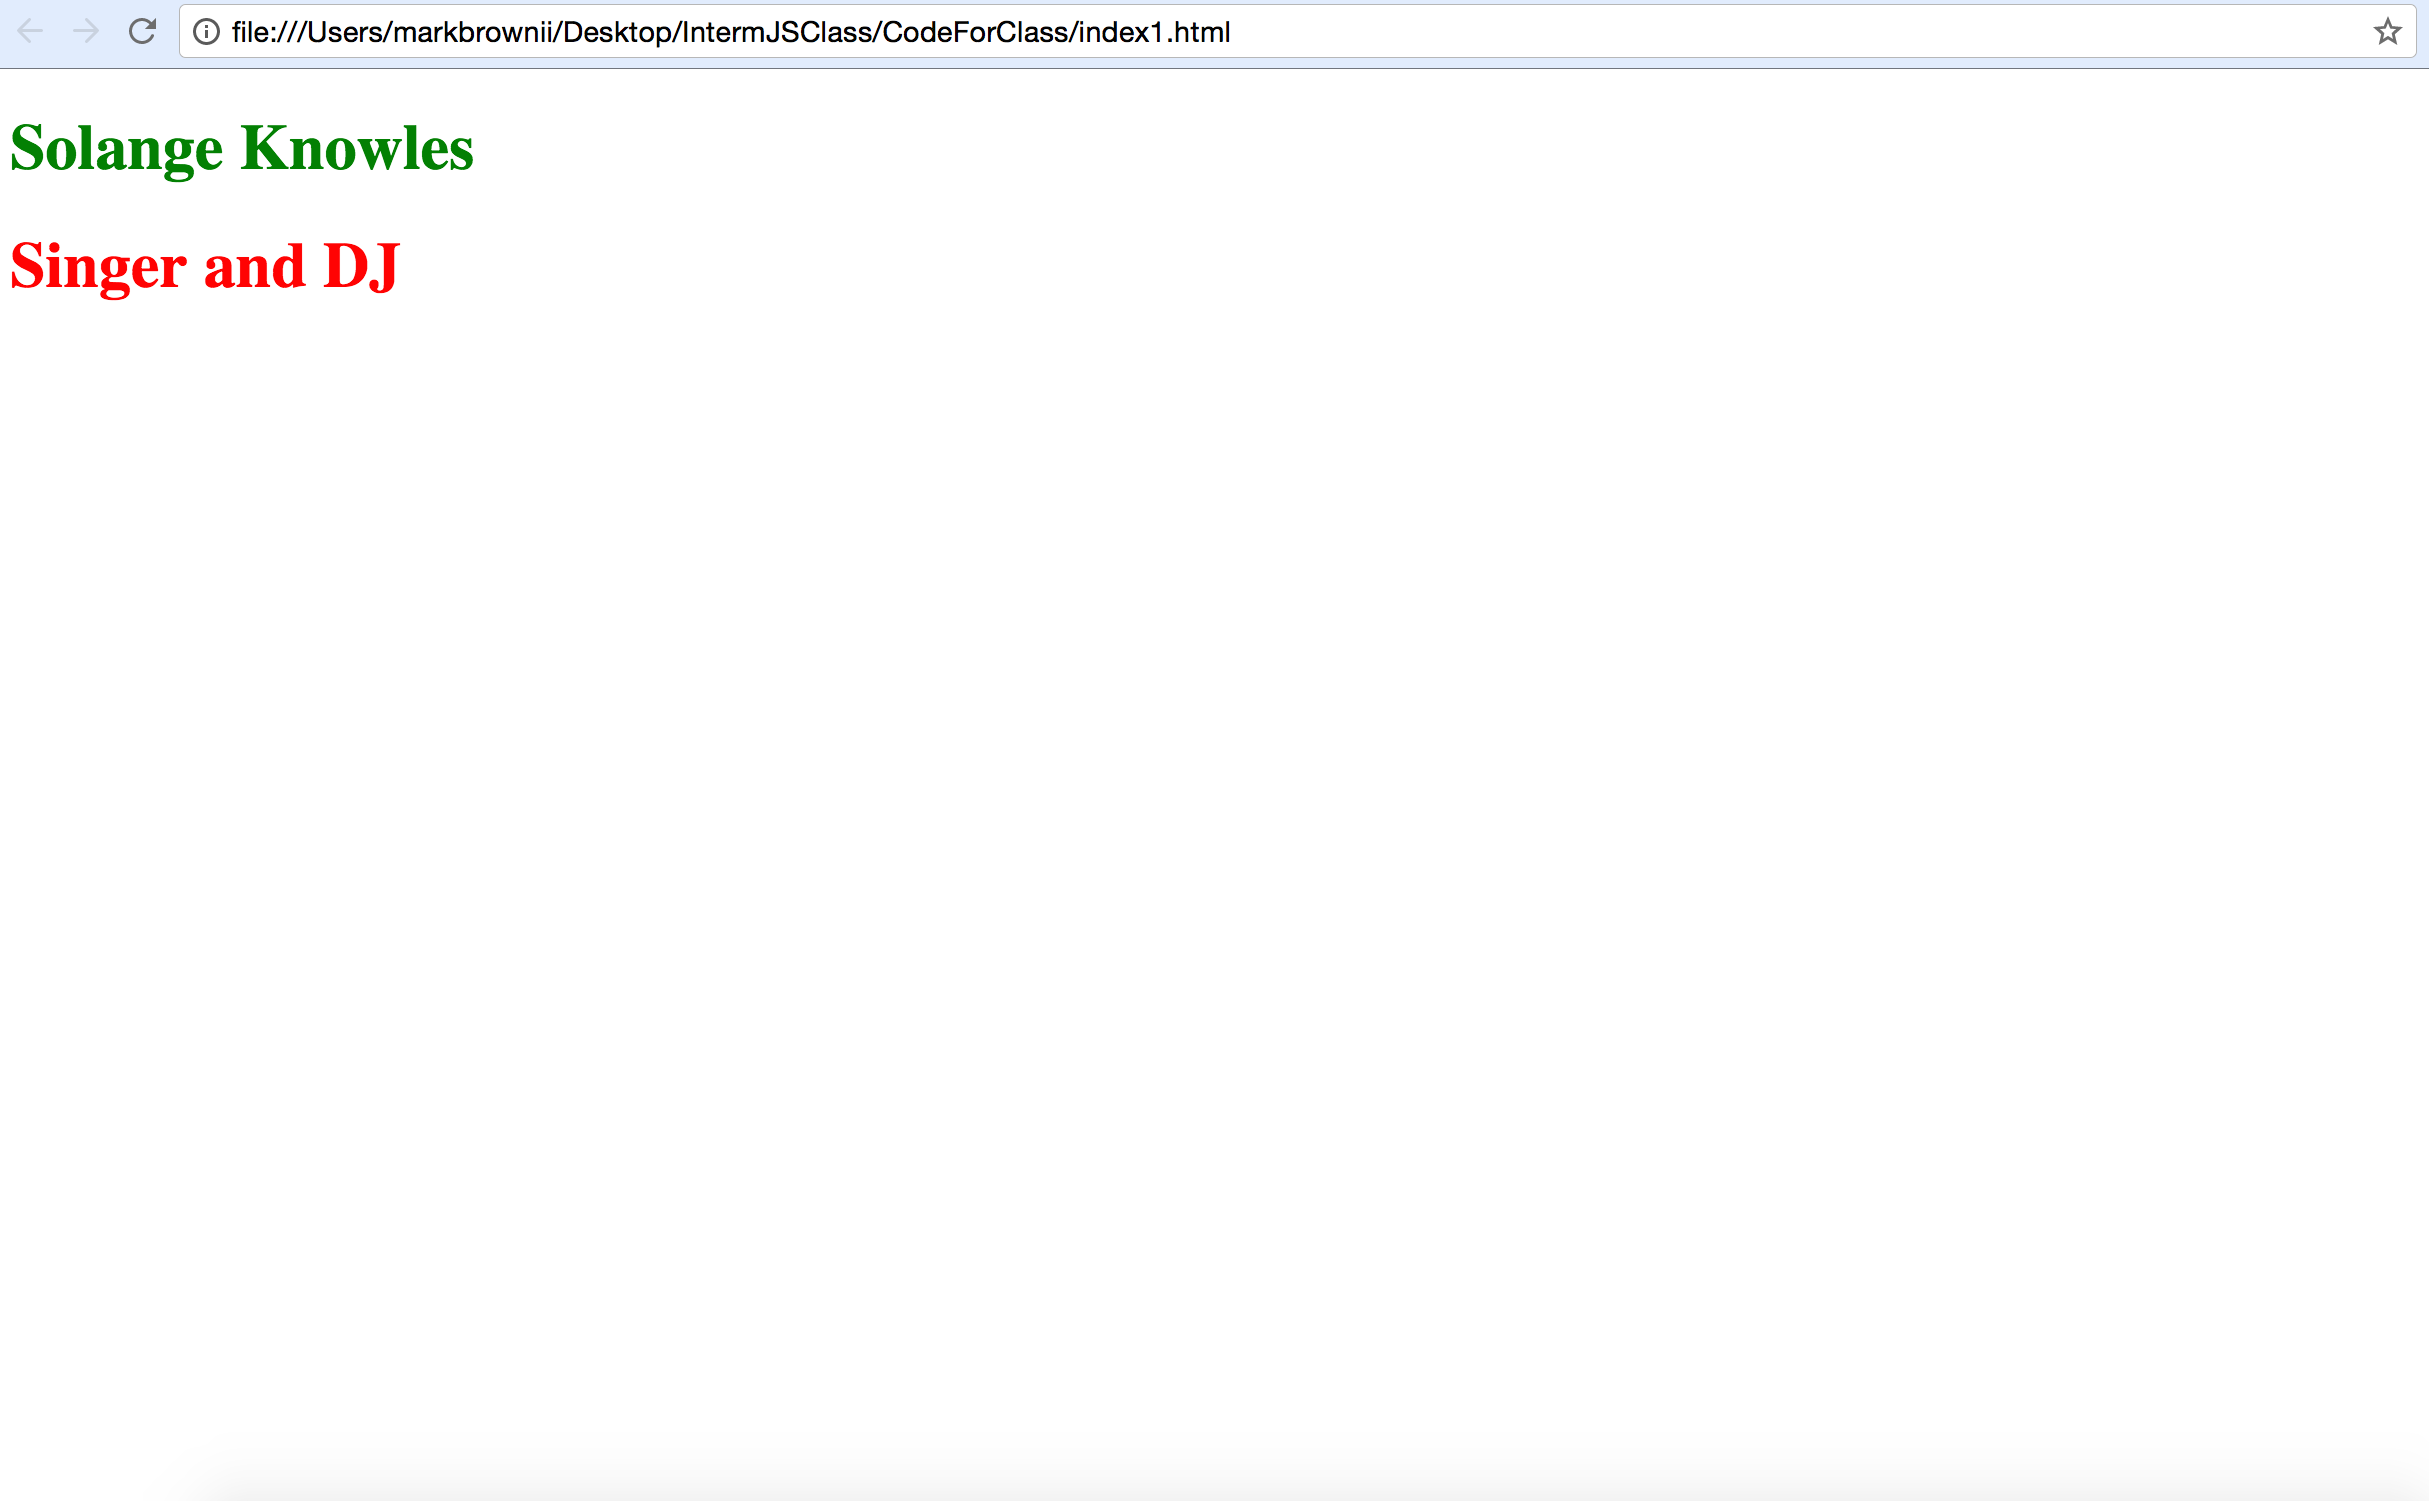 file:///Users/markbrownii/Desktop/IntermJSClass/CodeForClass/index1.html
Solange Knowles
Singer and DJ